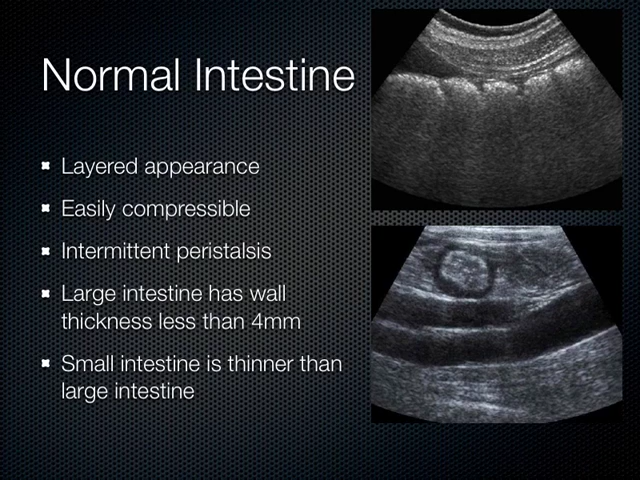 Normal Intestine
Layered appearance
Easily compressible
Intermittent peristalsis
Large intestine has wall
thickness less than 4mm
Small intestine is thinner than
large intestine